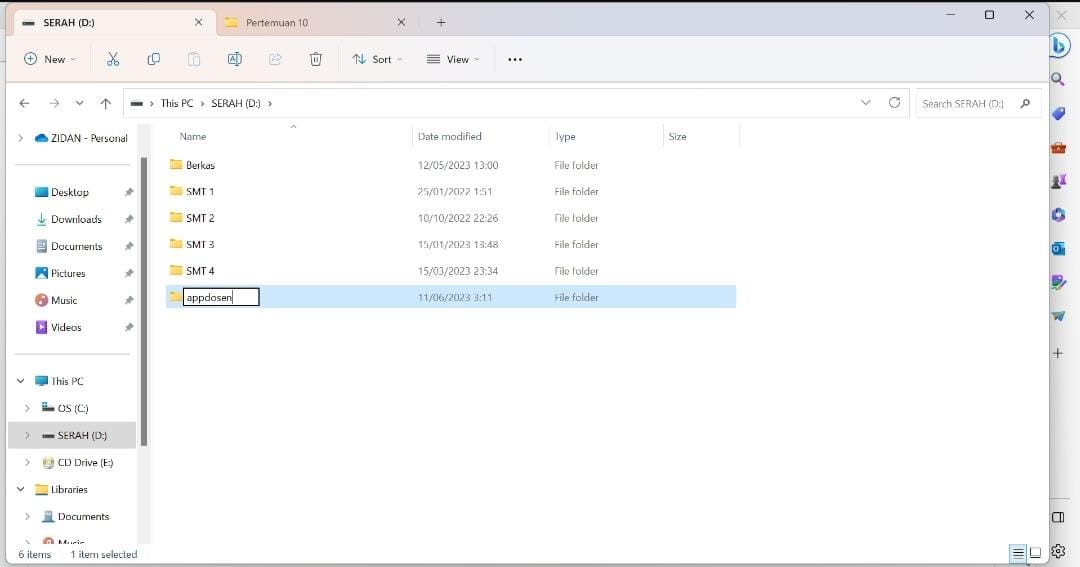 SERAH (D:)
Pertemuan 10
New
Sort
View
This PC
SERAH (D:)
Search SERAH (D:)
Name
Date modified
Type
Size
ZIDAN - Personal
Berkas 12/05/2023 13:00 File folder
SMT 1 25/01/2022 1:51 File folder
SMT 2 10/10/2022 22:26 File folder
SMT 3 15/01/2023 13:48 File folder
SMT 4 15/03/2023 23:34 File folder
appdosen 11/06/2023 3:11 File folder
Desktop
Downloads
Documents
Pictures
Music
Videos
This PC
OS (C:)
SERAH (D:)
CD Drive (E:)
Libraries
Documents
Music
6 items
1 item selected